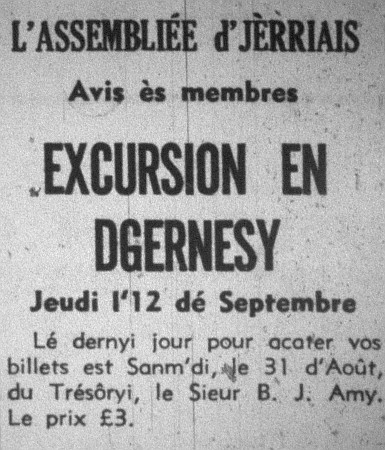 L'ASSEMBLIÉE d'JÈRRIAIS
Avis ès membres
EXCURSION EN
DGERNESY
Jeudi l'12 dé Septembre
Lé dernyi jour pour acater vos
billets est Sanm'di, le 31 d'Août,
du Trésôryi, le Sieur B. J. Amy.
Le prix £3.